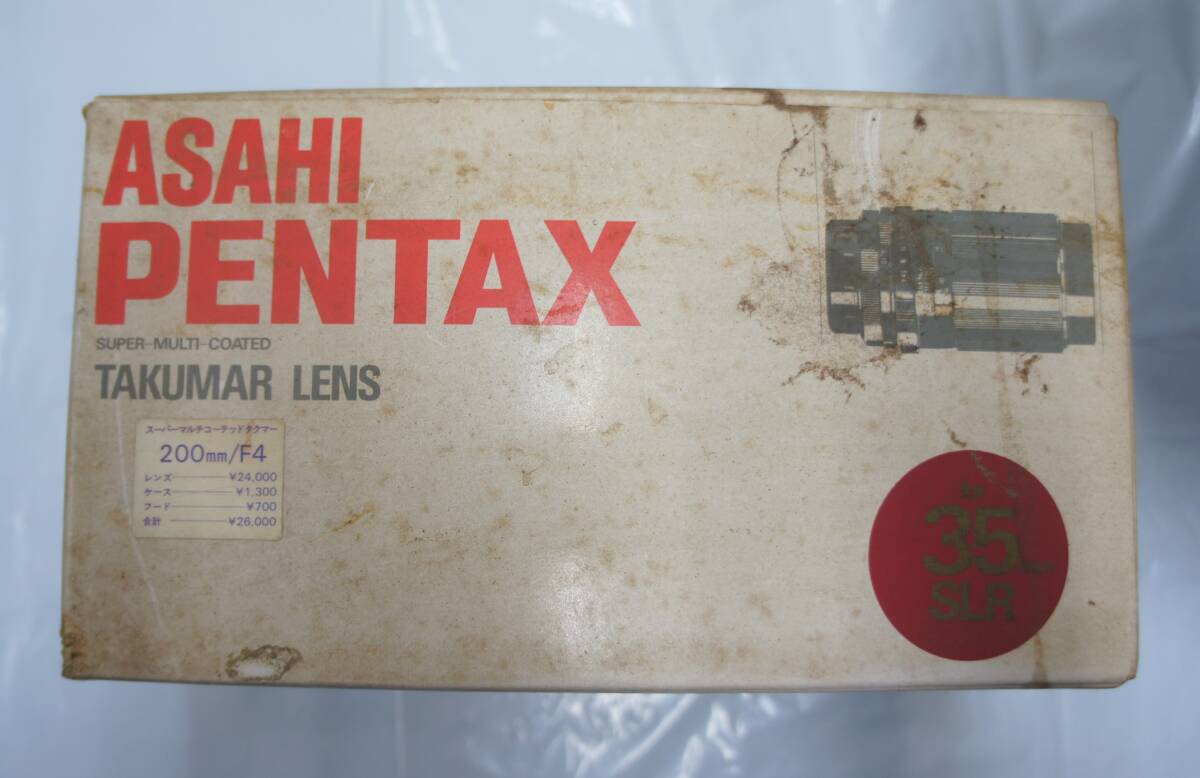 ASAHI
PENTAX
SUPER-MULTI-COATED
TAKUMAR LENS
スーパーマルチコーテッドタクマー
200mm/F4
レンズ ¥24,000
ケース ¥1,300
フード ¥700
合計 ¥26,000
for
35
SLR